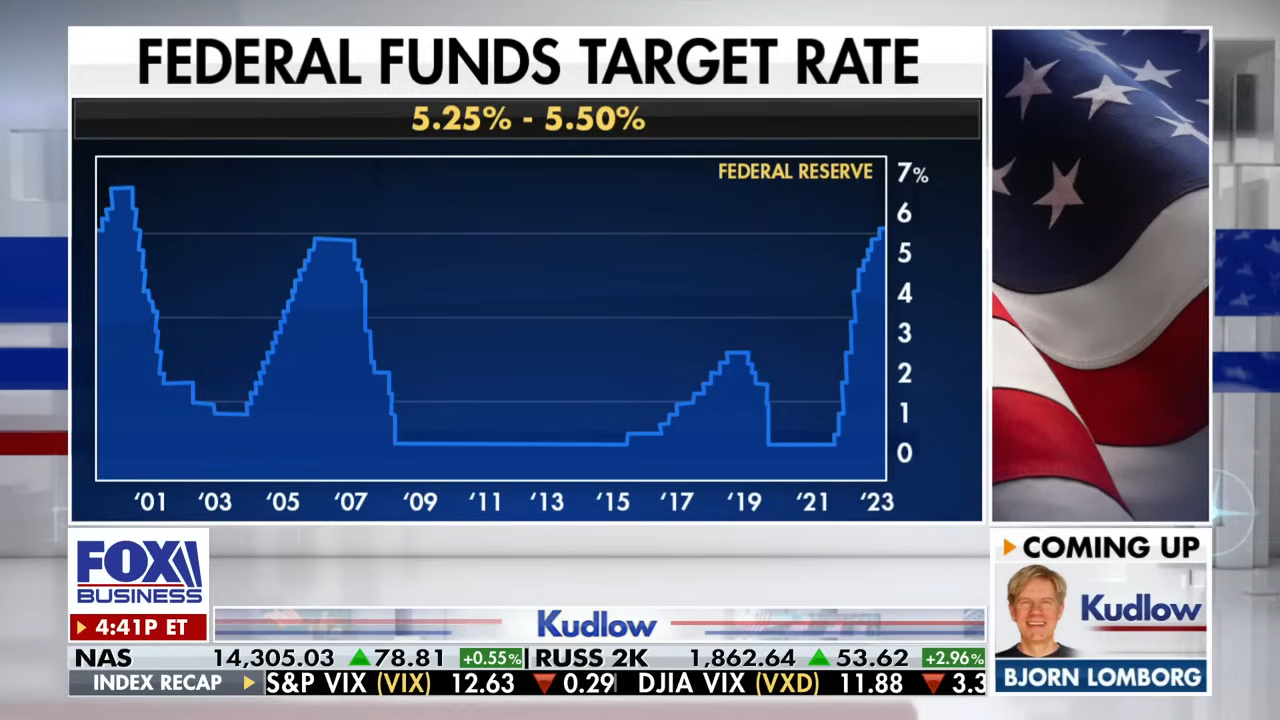 FEDERAL FUNDS TARGET RATE
5.25% - 5.50%
FEDERAL RESERVE
7%
6
5
4
3
2
1
0
‘01 ‘03 ‘05 ‘07 ‘09 ‘11 ‘13 ‘15 ‘17 ‘19 ‘21 ‘23
FOX
BUSINESS
4:41P ET
Kudlow
NAS 14,305.03 ▲78.81 +0.55% RUSS 2K 1,862.64 ▲ 53.62 +2.96%
INDEX RECAP S&P VIX (VIX) 12.63 ▼ 0.29 DJIA VIX (VXD) 11.88 ▼ 3.3
COMING UP
Kudlow
BJORN LOMBORG